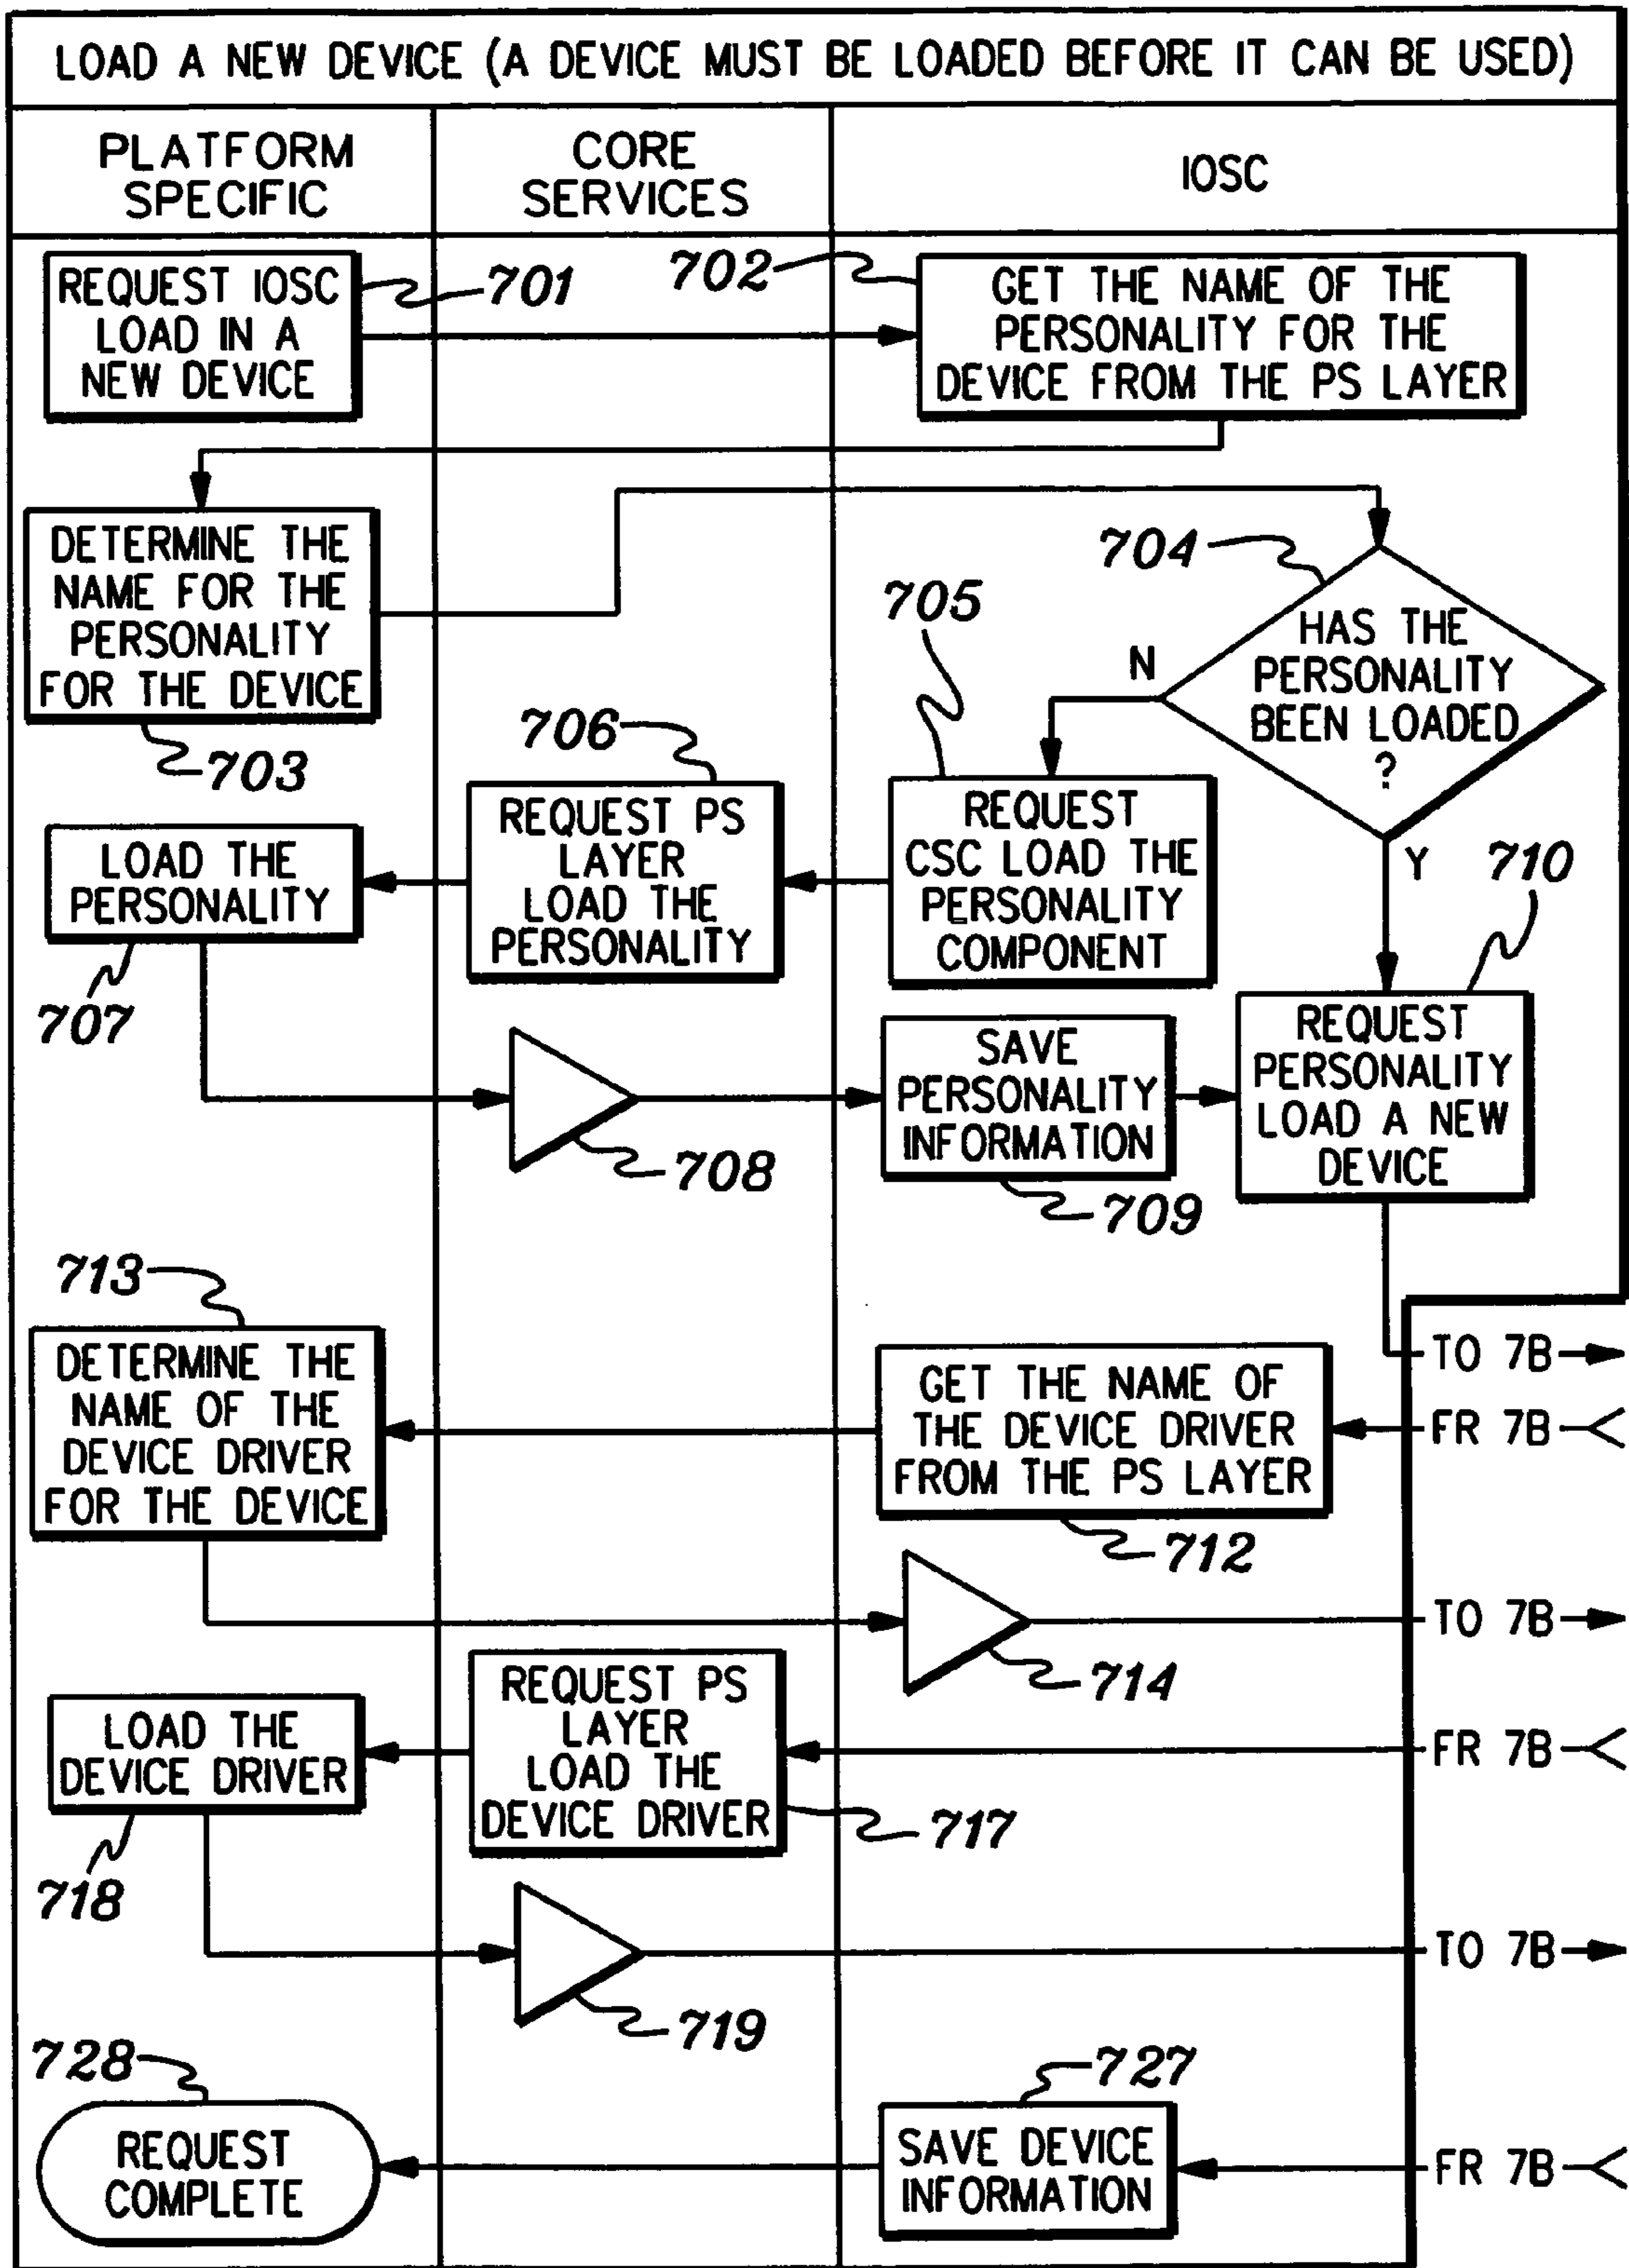 LOAD A NEW DEVICE (A DEVICE MUST BE LOADED BEFORE IT CAN BE USED)
PLATFORM
SPECIFIC
CORE
SERVICES
IOSC
REQUEST IOSC
LOAD IN A
NEW DEVICE
701
702
GET THE NAME OF THE
PERSONALITY FOR THE
DEVICE FROM THE PS LAYER
DETERMINE THE
NAME FOR THE
PERSONALITY
FOR THE DEVICE
703
704
HAS THE
PERSONALITY
BEEN LOADED
?
N
Y
705
REQUEST
CSC LOAD THE
PERSONALITY
COMPONENT
706
REQUEST PS
LAYER
LOAD THE
PERSONALITY
LOAD THE
PERSONALITY
707
708
SAVE
PERSONALITY
INFORMATION
709
710
REQUEST
PERSONALITY
LOAD A NEW
DEVICE
TO 7B
FR 7B
GET THE NAME OF
THE DEVICE DRIVER
FROM THE PS LAYER
712
713
DETERMINE THE
NAME OF THE
DEVICE DRIVER
FOR THE DEVICE
714
TO 7B
FR 7B
REQUEST PS
LAYER
LOAD THE
DEVICE DRIVER
717
LOAD THE
DEVICE DRIVER
718
719
TO 7B
FR 7B
727
SAVE DEVICE
INFORMATION
728
REQUEST
COMPLETE